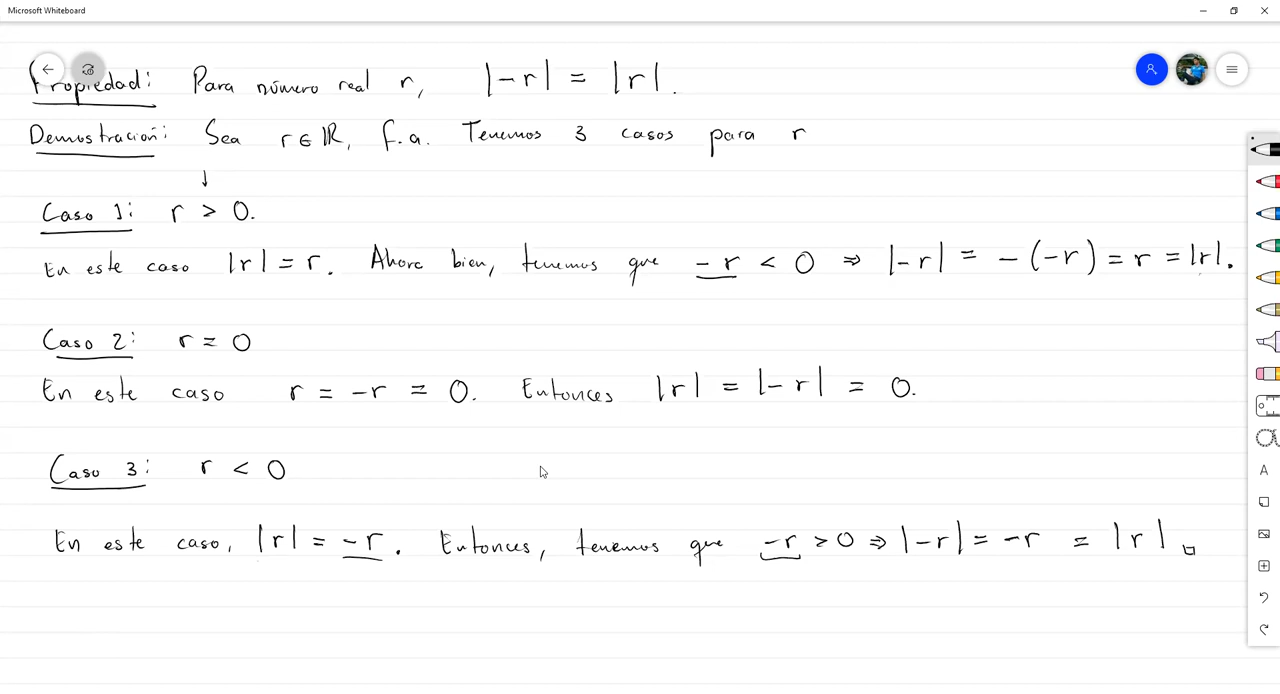 Microsoft Whiteboard
Propiedad: Para número real r, |-r| = |r|.
Demostración: Sea r ∈ ℝ, f.a. Tenemos 3 casos para r
↓
Caso 1: r > 0.
En este caso |r| = r. Ahora bien, tenemos que -r < 0 ⇒ |-r| = -(-r) = r = |r|.
Caso 2: r = 0
En este caso r = -r = 0. Entonces |r| = |-r| = 0.
Caso 3: r < 0
En este caso, |r| = -r. Entonces, tenemos que -r > 0 ⇒ |-r| = -r = |r| □